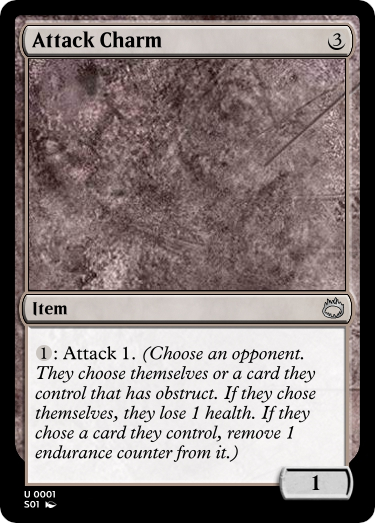 Attack Charm 3
Item
1: Attack 1. (Choose an opponent.
They choose themselves or a card they
control that has obstruct. If they chose
themselves, they lose 1 health. If they
chose a card they control, remove 1
endurance counter from it.)
1
U 0001
S01